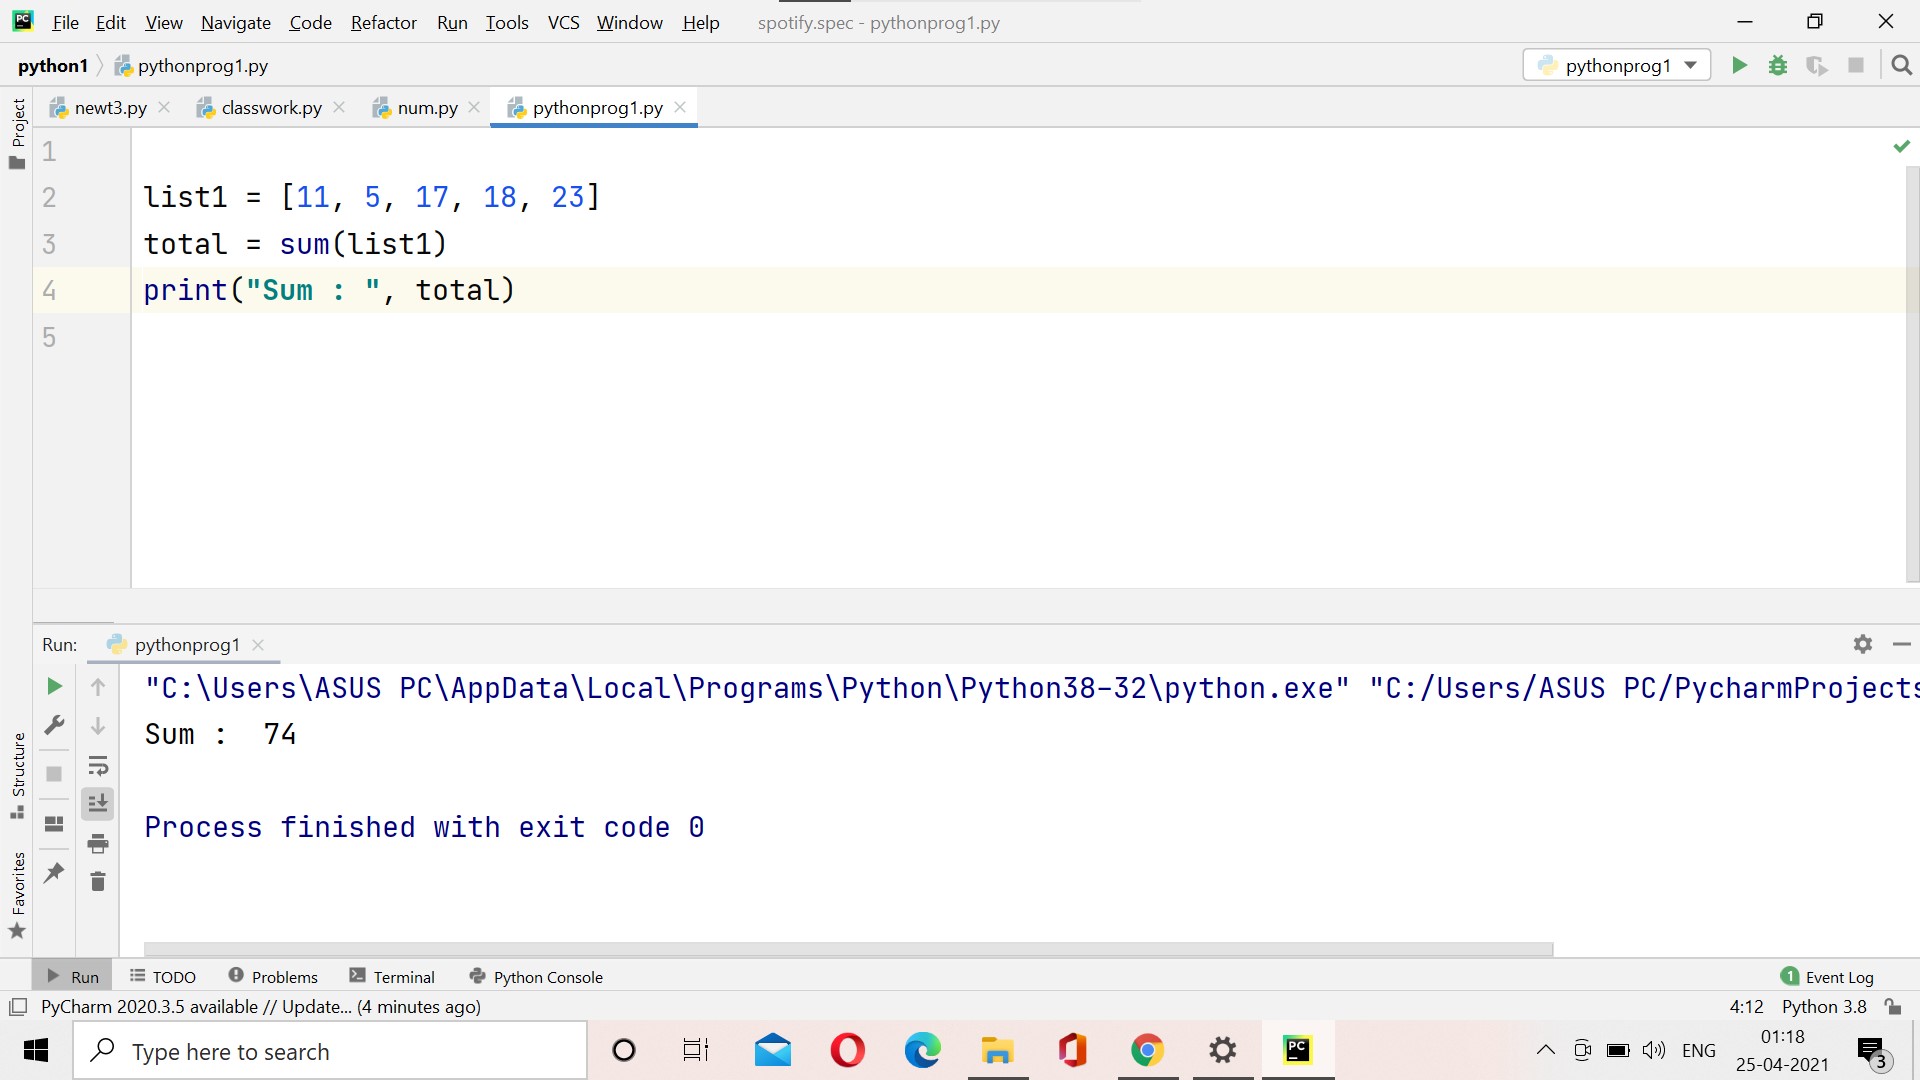 PC File Edit View Navigate Code Refactor Run Tools VCS Window Help spotify.spec - pythonprog1.py
python1 pythonprog1.py pythonprog1
Project
newt3.py classwork.py num.py pythonprog1.py
1
2 list1 = [11, 5, 17, 18, 23]
3 total = sum(list1)
4 print("Sum : ", total)
5
Run: pythonprog1
"C:\Users\ASUS PC\AppData\Local\Programs\Python\Python38-32\python.exe" "C:/Users/ASUS PC/PycharmProjects
Sum :  74
Process finished with exit code 0
Structure
Favorites
Run TODO Problems Terminal Python Console 1 Event Log
PyCharm 2020.3.5 available // Update... (4 minutes ago) 4:12 Python 3.8
Type here to search PC ENG 01:18
25-04-2021 3